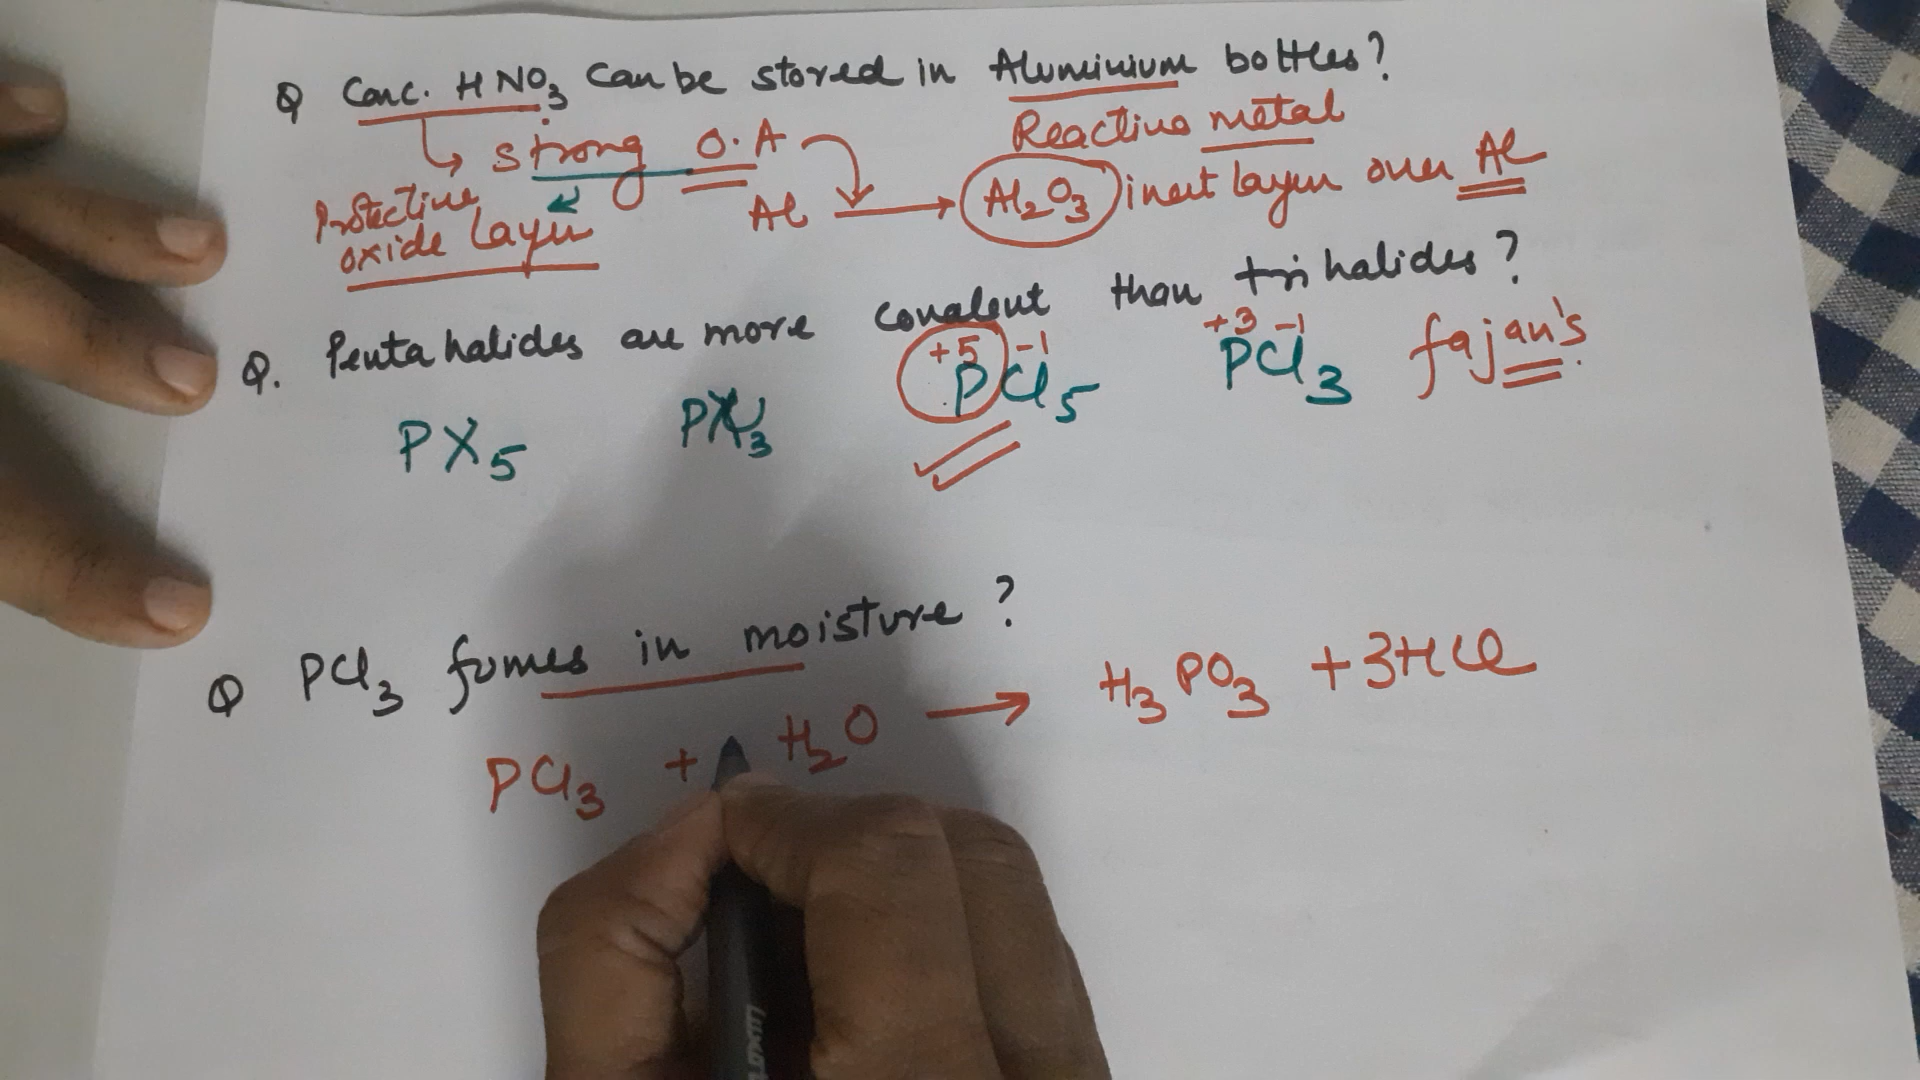 Q Conc. HNO3 can be stored in Aluminium bottles?
Reactive metal
strong O.A
Al → Al2O3 inert layer over Al
Protective
oxide layer
Q. Penta halides are more covalent than tri halides?
+5 -1 +3 -1
PX5 PX3 PCl5 PCl3 fajan's
Q PCl3 fumes in moisture?
PCl3 + H2O → H3PO3 + 3HCl